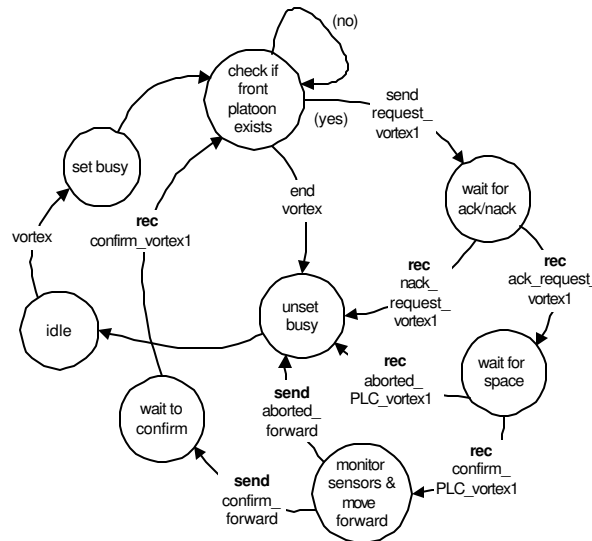 (no)
check if
front
platoon
exists
(yes)
send
request_
vortex1
set busy
wait for
ack/nack
end
vortex
rec
confirm_vortex1
vortex
rec
nack_
request_
vortex1
rec
ack_request_
vortex1
unset
busy
idle
rec
aborted_
PLC_vortex1
wait for
space
send
aborted_
forward
wait to
confirm
rec
confirm_
PLC_vortex1
monitor
sensors &
move
forward
send
confirm_
forward